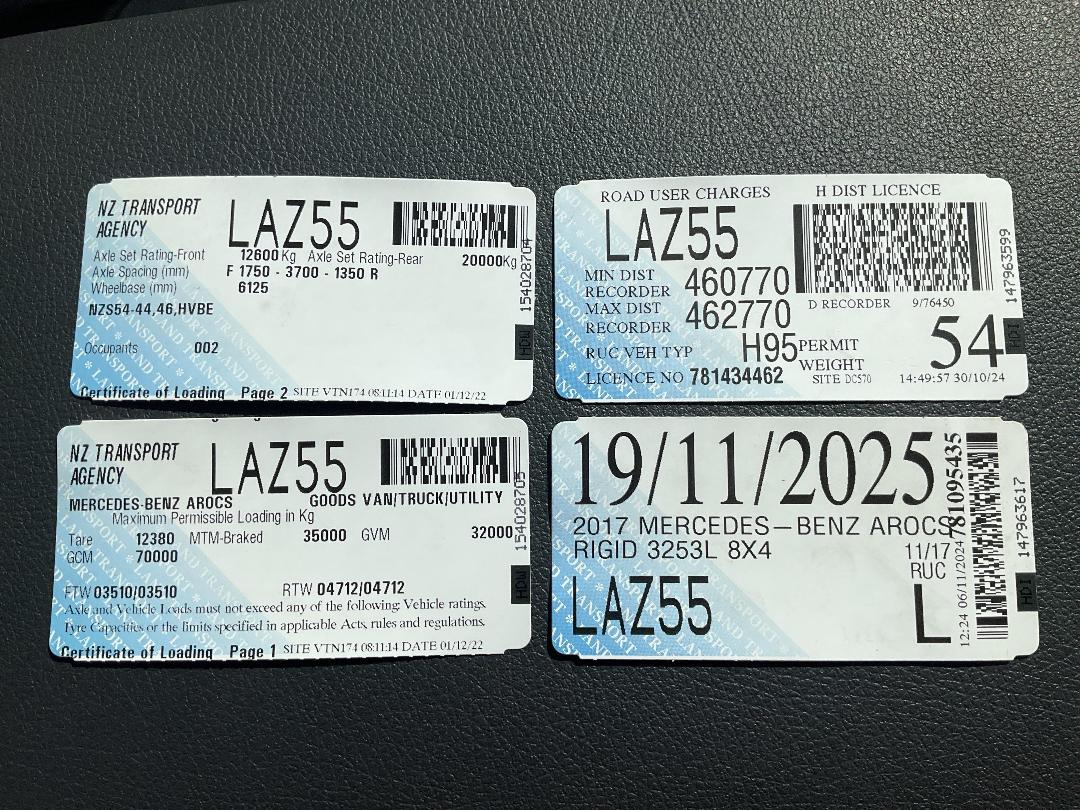 NZ TRANSPORT
AGENCY
LAZ55
Axle Set Rating-Front 12600Kg Axle Set Rating-Rear 20000Kg
Axle Spacing (mm) F 1750 - 3700 - 1350 R
Wheelbase (mm) 6125
NZS54-44,46,HVBE
Occupants 002
Certificate of Loading Page 2 SITE VTN174 08:11:14 DATE 01/12/22
154028704
HDI
ROAD USER CHARGES H DIST LICENCE
LAZ55
MIN DIST
RECORDER 460770
MAX DIST
RECORDER 462770
D RECORDER 9/76450
RUC VEH TYP H95
PERMIT
WEIGHT 54
LICENCE NO 781434462
SITE DC570 14:49:57 30/10/24
147963599
HDI
NZ TRANSPORT
AGENCY
LAZ55
MERCEDES-BENZ AROCS GOODS VAN/TRUCK/UTILITY
Maximum Permissible Loading in Kg
Tare 12380 MTM-Braked 35000 GVM 32000
GCM 70000
FTW 03510/03510 RTW 04712/04712
Axle and Vehicle Loads must not exceed any of the following: Vehicle ratings.
Tyre Capacities or the limits specified in applicable Acts, rules and regulations.
Certificate of Loading Page 1 SITE VTN174 08:11:14 DATE 01/12/22
154028705
HDI
19/11/2025
2017 MERCEDES-BENZ AROCS
RIGID 3253L 8X4
11/17
RUC
LAZ55
L
12:24 06/11/2024
781095435
147963617
HDI